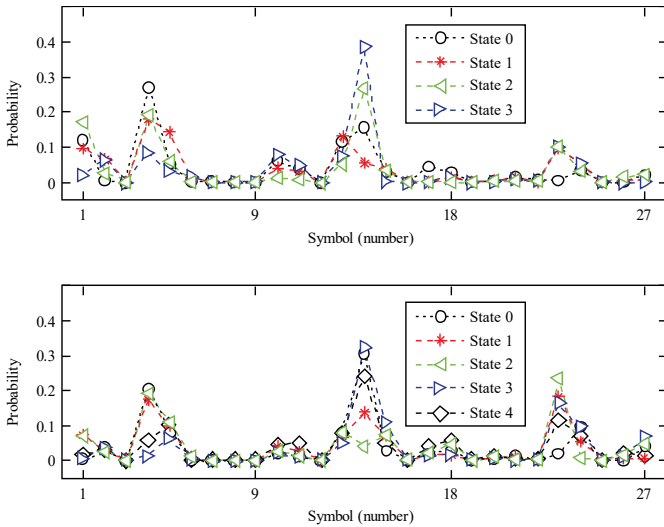 0.4
0.3
0.2
0.1
0
Probability
State 0
State 1
State 2
State 3
1
9
18
27
Symbol (number)
0.4
0.3
0.2
0.1
0
Probability
State 0
State 1
State 2
State 3
State 4
1
9
18
27
Symbol (number)